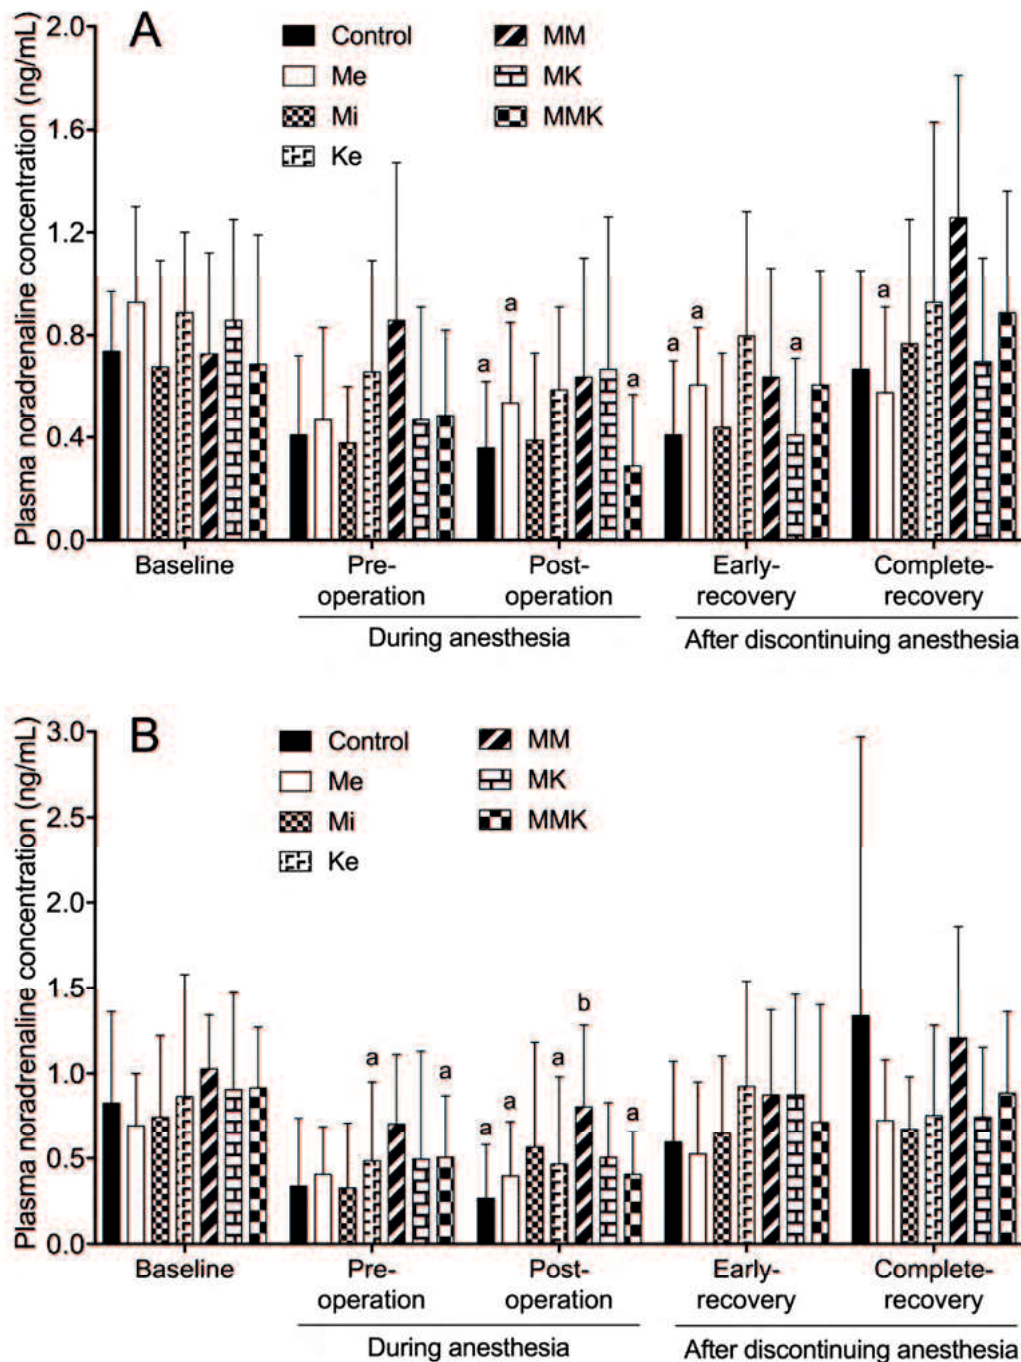 A
Plasma noradrenaline concentration (ng/mL)
2.0
1.6
1.2
0.8
0.4
0.0
Control
Me
Mi
Ke
MM
MK
MMK
a
a
a
a
a
a
a
Baseline
Pre-
operation
Post-
operation
Early-
recovery
Complete-
recovery
During anesthesia
After discontinuing anesthesia
B
Plasma noradrenaline concentration (ng/mL)
3.0
2.5
2.0
1.5
1.0
0.5
0.0
Control
Me
Mi
Ke
MM
MK
MMK
a
a
a
a
a
b
a
Baseline
Pre-
operation
Post-
operation
Early-
recovery
Complete-
recovery
During anesthesia
After discontinuing anesthesia